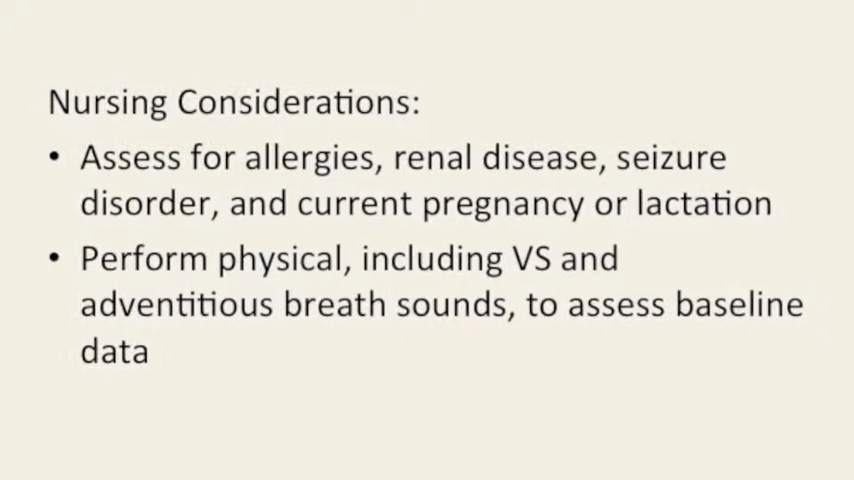 Nursing Considerations:
• Assess for allergies, renal disease, seizure
disorder, and current pregnancy or lactation
• Perform physical, including VS and
adventitious breath sounds, to assess baseline
data